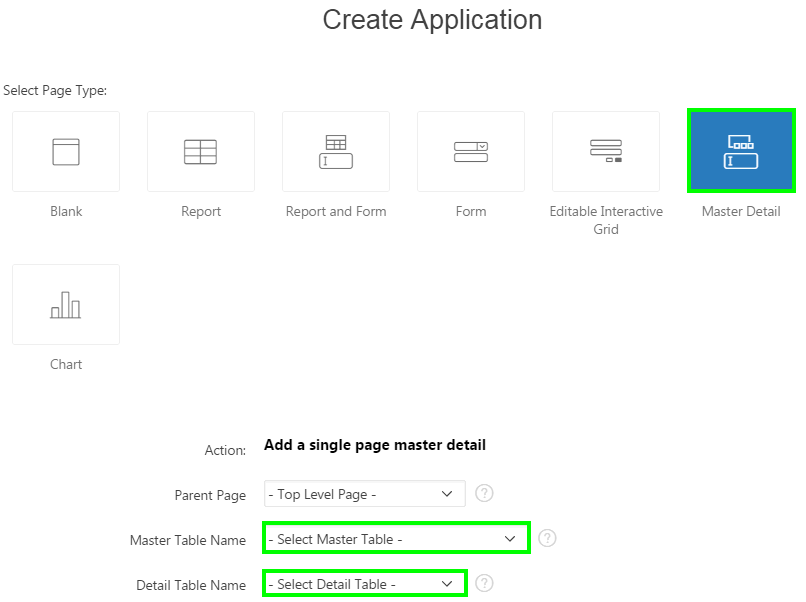 Create Application
Select Page Type:
Blank
Report
Report and Form
Form
Editable Interactive
Grid
Master Detail
Chart
Action: Add a single page master detail
Parent Page - Top Level Page - ?
Master Table Name - Select Master Table - ?
Detail Table Name - Select Detail Table - ?